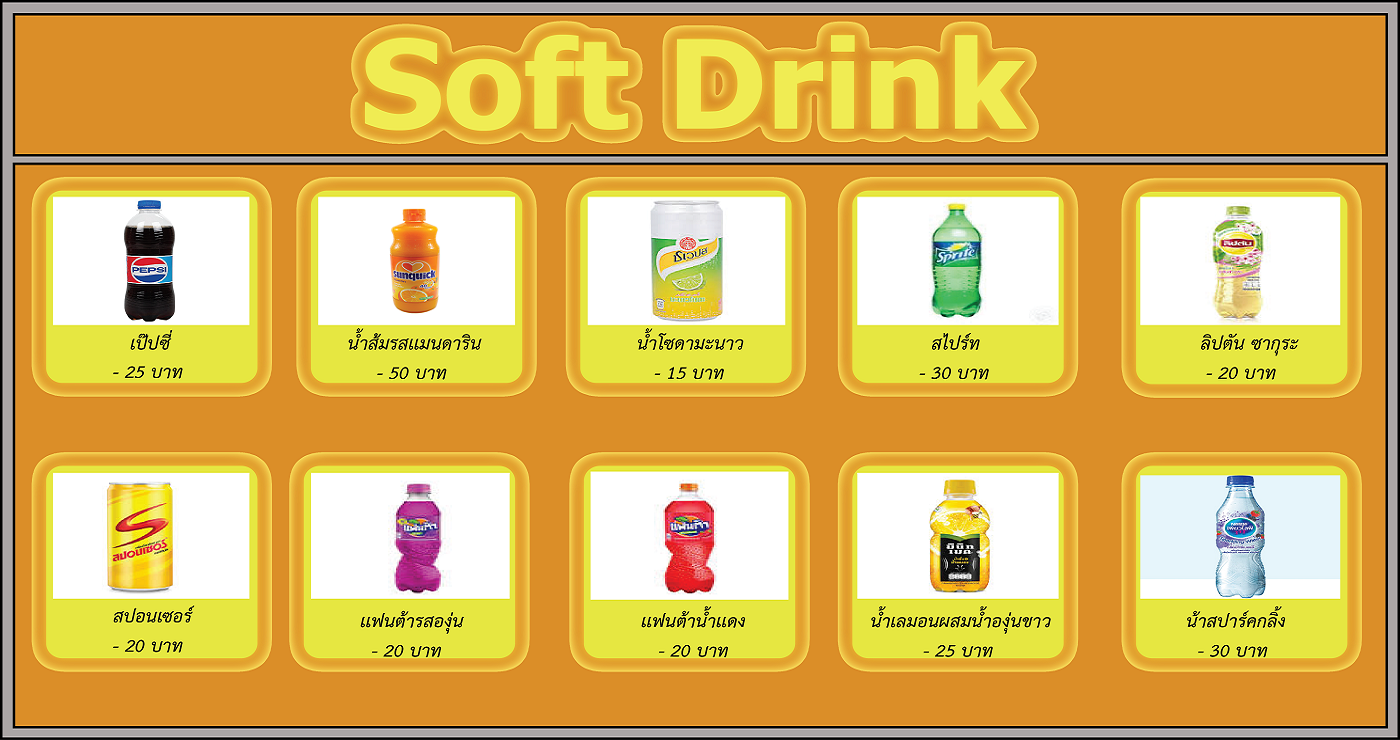 Soft Drink
PEPSI
เป๊ปซี่
- 25 บาท
sunquick
น้ำส้มรสแมนดาริน
- 50 บาท
ชเวปส
น้ำโซดามะนาว
- 15 บาท
Sprite
สไปร์ท
- 30 บาท
ลิปตัน
ลิปตัน ซากุระ
- 20 บาท
สปอนเซอร์
สปอนเซอร์
- 20 บาท
แฟนต้า
แฟนต้ารสองุ่น
- 20 บาท
แฟนต้า
แฟนต้าน้ำแดง
- 20 บาท
มินิท
เมด
น้ำเลมอนผสมน้ำองุ่นขาว
- 25 บาท
น้าสปาร์คกลิ้ง
- 30 บาท